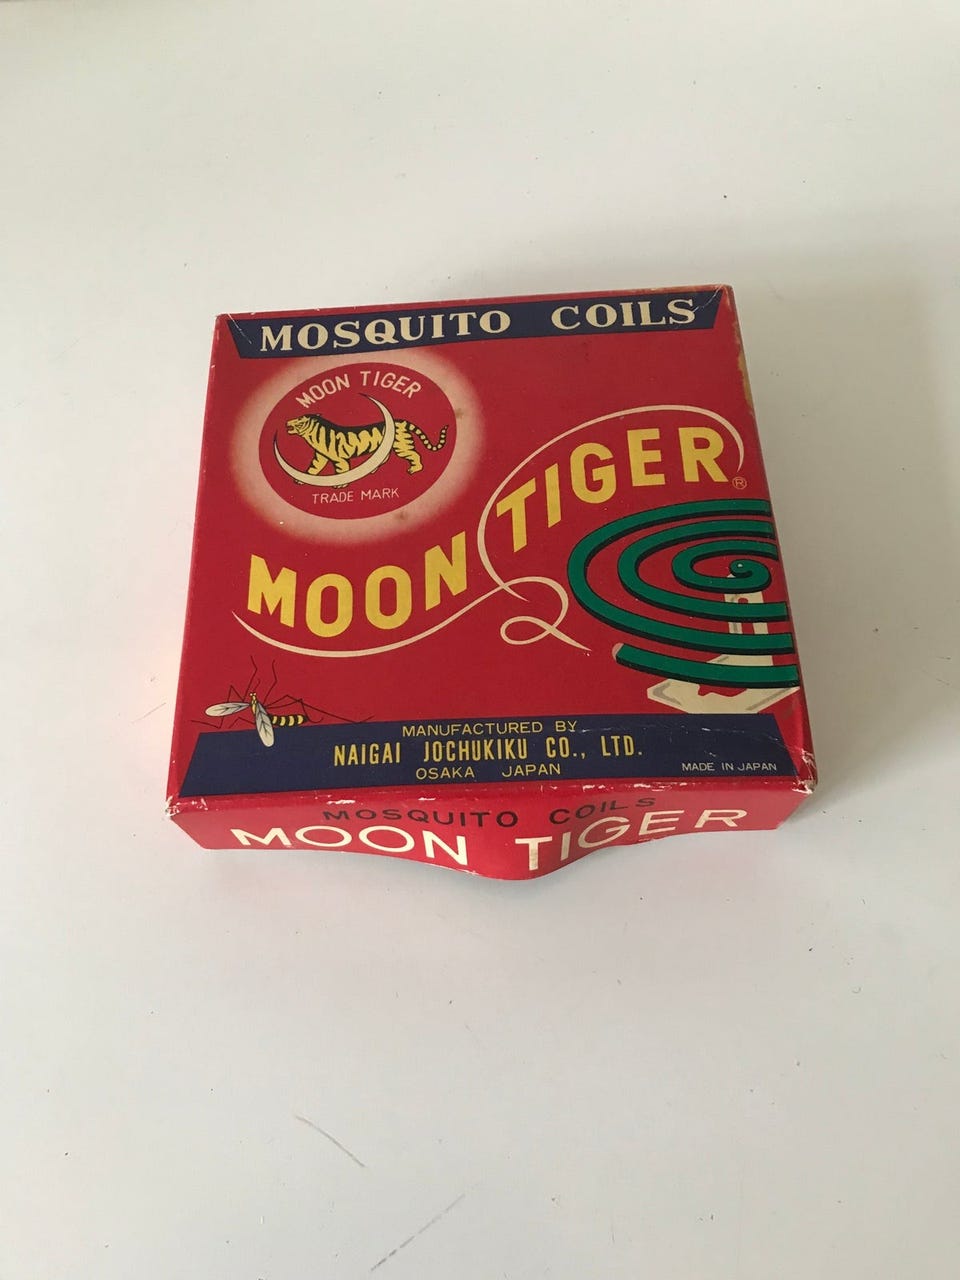 MOSQUITO COILS
MOON TIGER
TRADE MARK
MOON TIGER ®
MANUFACTURED BY
NAIGAI JOCHUKIKU CO., LTD.
OSAKA JAPAN
MADE IN JAPAN
MOSQUITO COILS
MOON TIGER